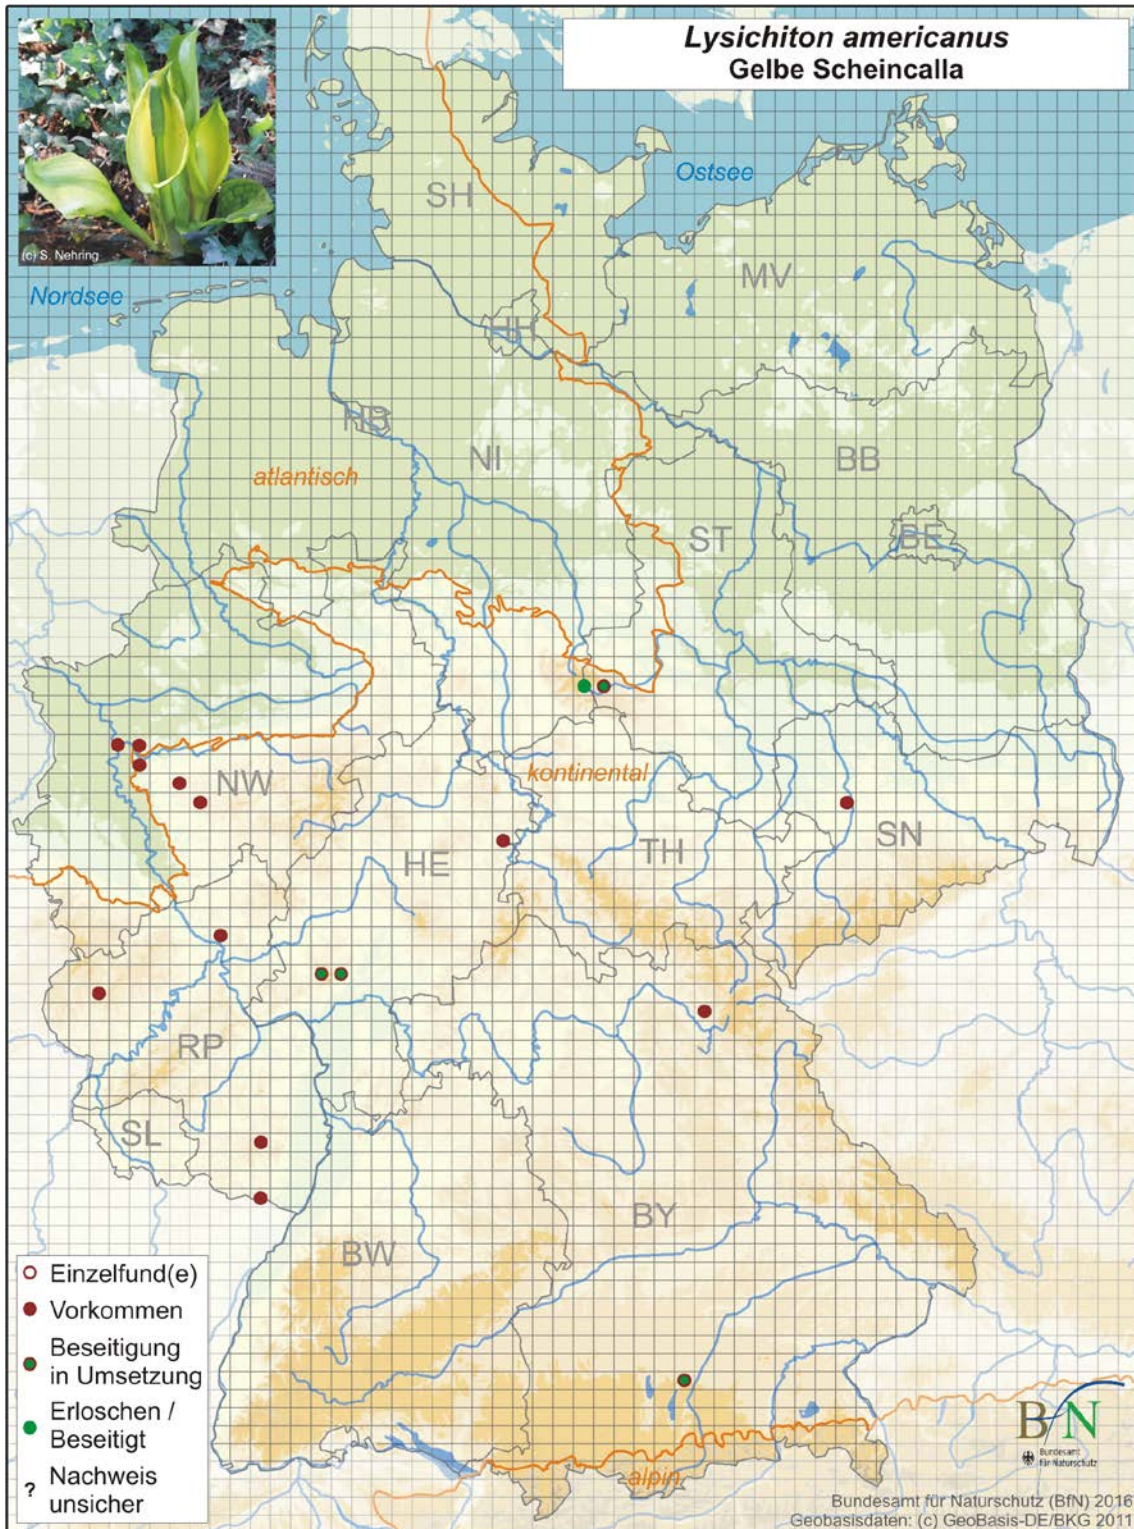 Lysichiton americanus
Gelbe Scheincalla
(c) S. Nehring
Nordsee
Ostsee
SH
MV
HH
HB
NI
BB
atlantisch
ST
BE
NW
kontinental
HE
TH
SN
RP
SL
BY
BW
alpin
Einzelfund(e)
Vorkommen
Beseitigung
in Umsetzung
Erloschen /
Beseitigt
? Nachweis
unsicher
BfN
Bundesamt
für Naturschutz
Bundesamt für Naturschutz (BfN) 2016
Geobasisdaten: (c) GeoBasis-DE/BKG 2011